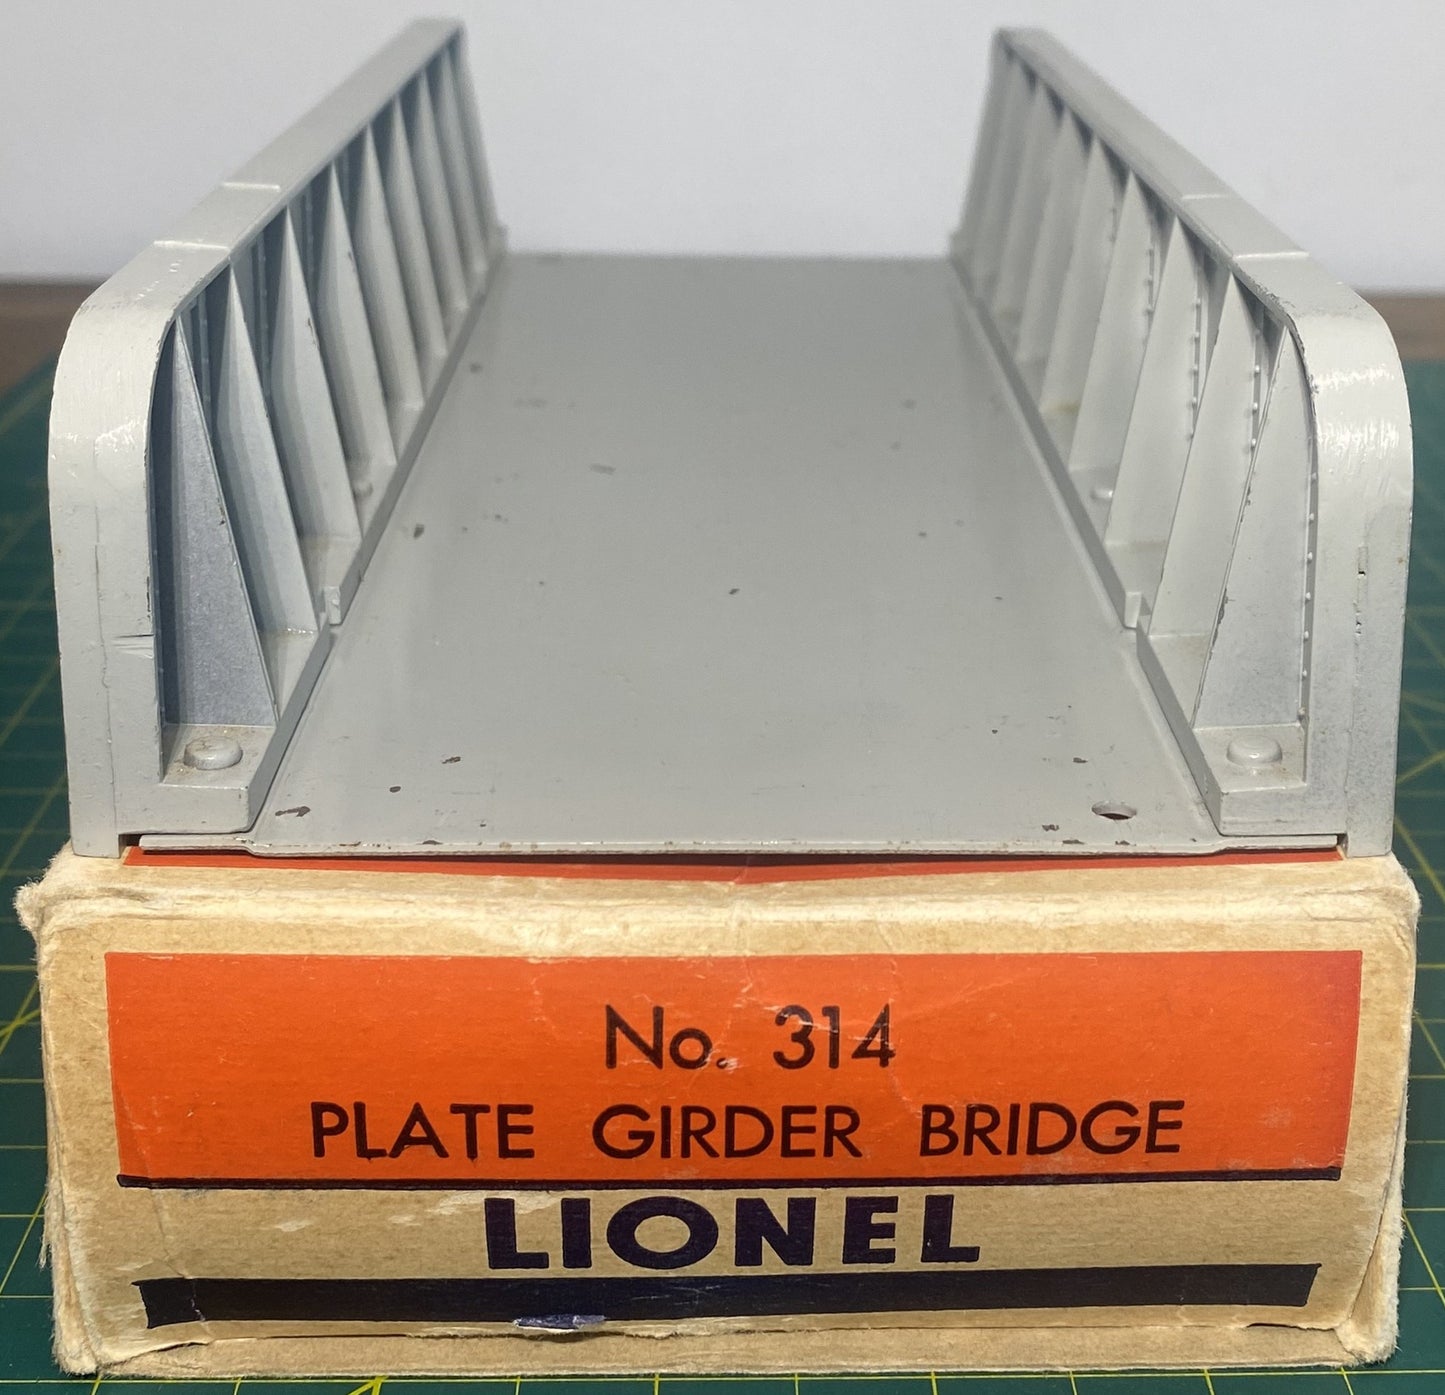 No. 314
PLATE GIRDER BRIDGE
LIONEL